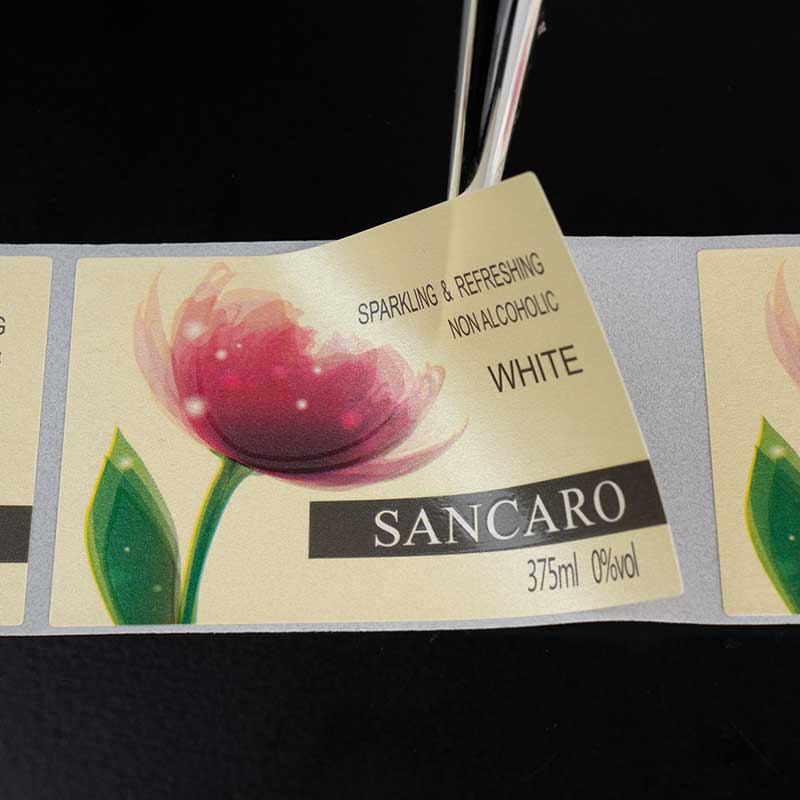 SPARKLING & REFRESHING
NON ALCOHOLIC
WHITE
SANCARO
375ml 0%vol
G